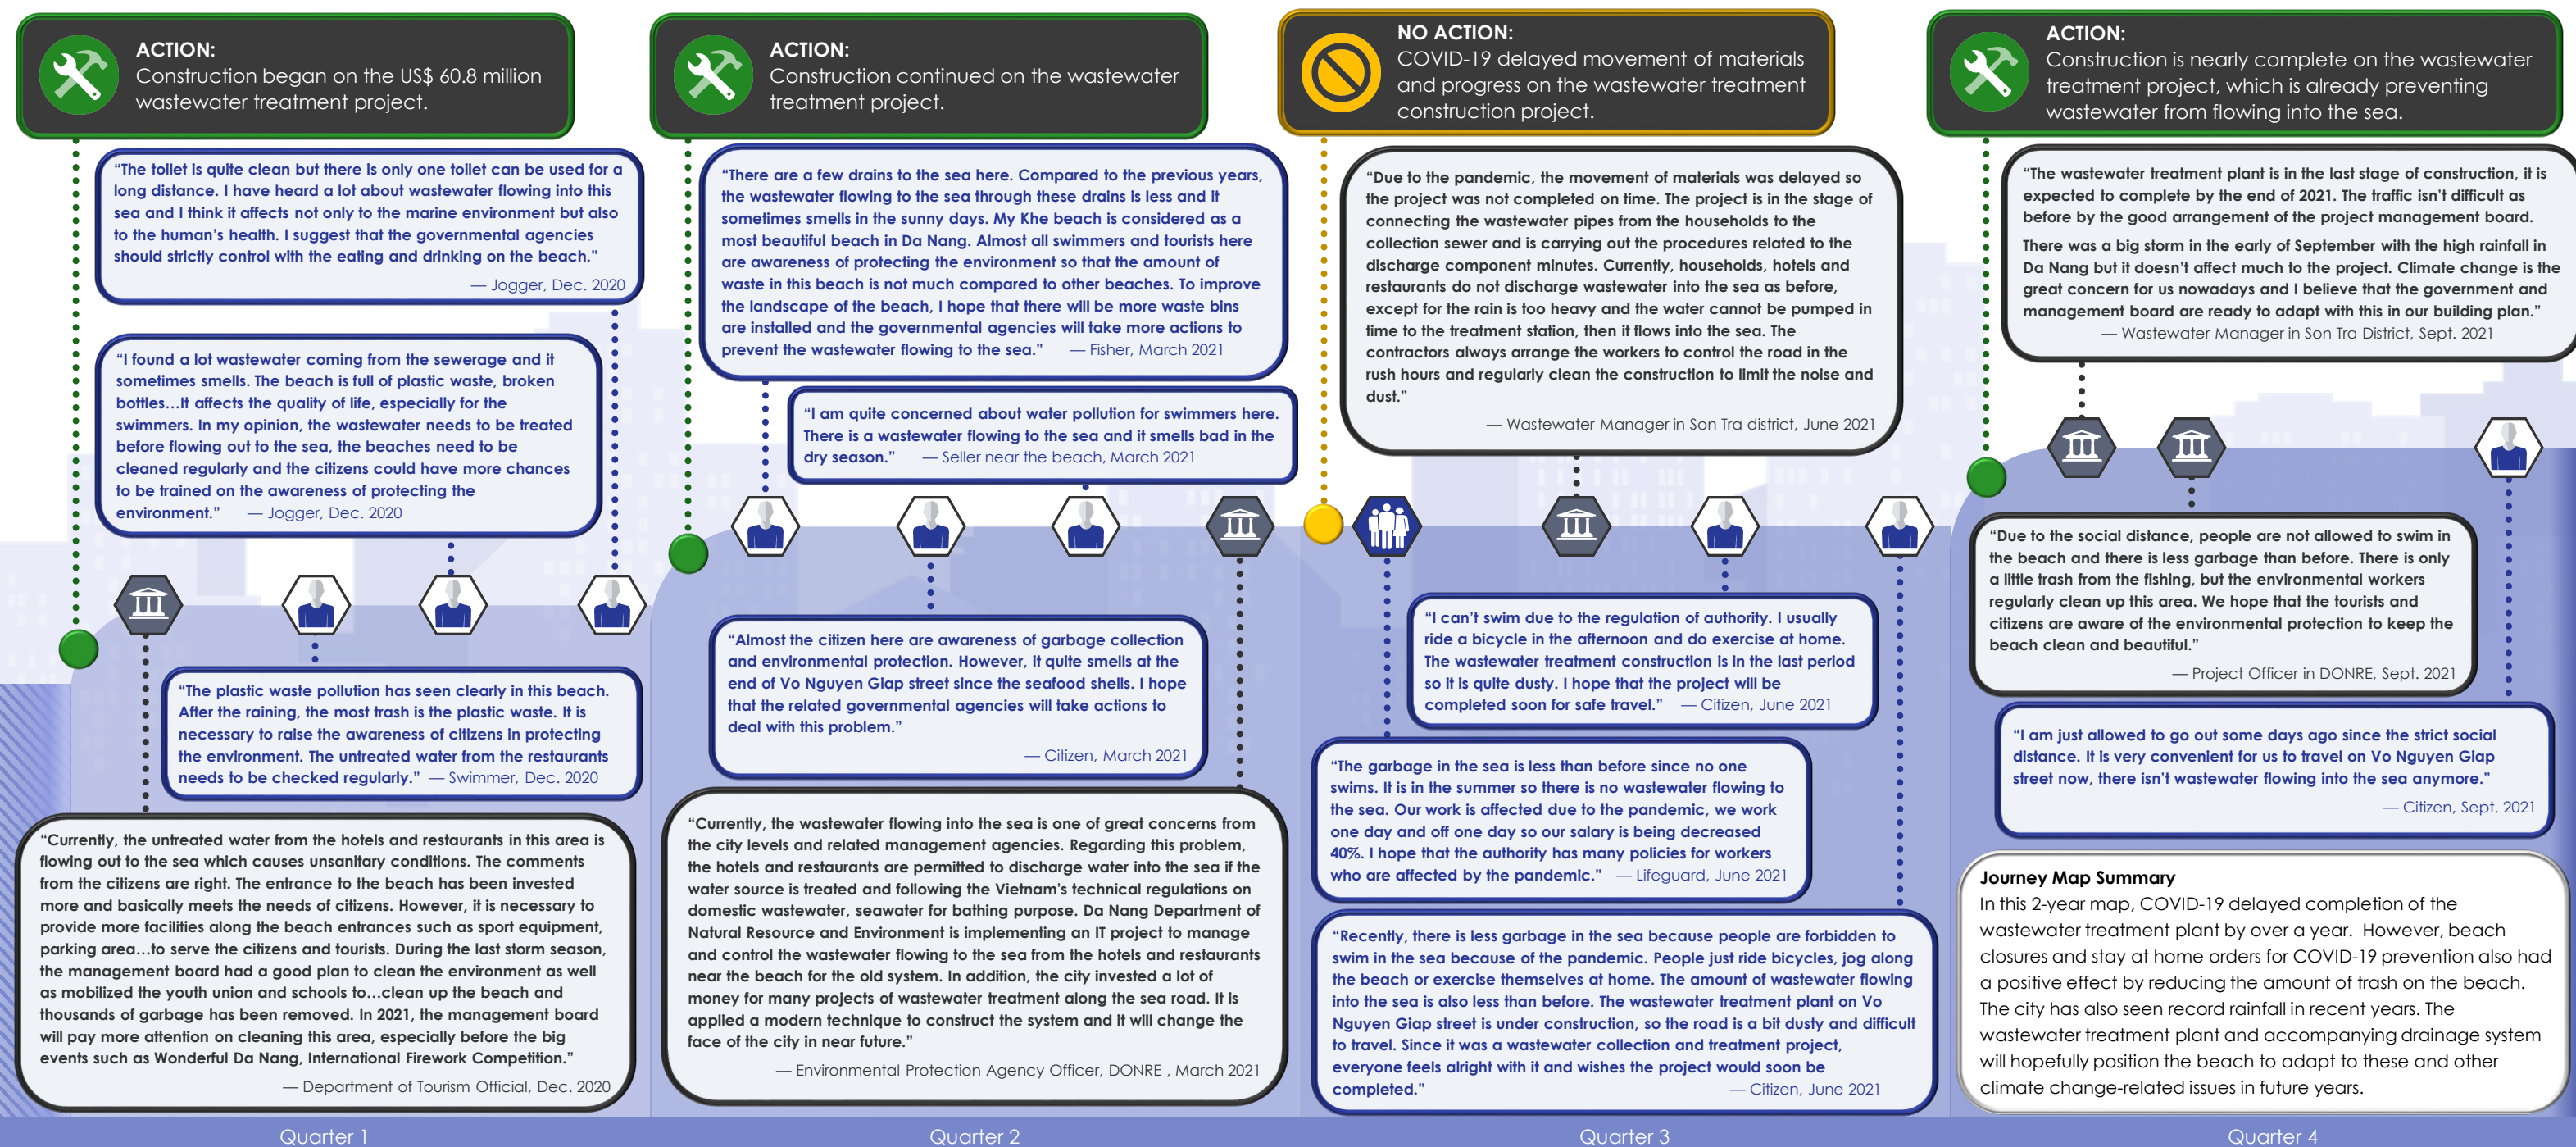 ACTION:
Construction began on the US$ 60.8 million
wastewater treatment project.
“The toilet is quite clean but there is only one toilet can be used for a
long distance. I have heard a lot about wastewater flowing into this
sea and I think it affects not only to the marine environment but also
to the human’s health. I suggest that the governmental agencies
should strictly control with the eating and drinking on the beach.”
— Jogger, Dec. 2020
“I found a lot wastewater coming from the sewerage and it
sometimes smells. The beach is full of plastic waste, broken
bottles...It affects the quality of life, especially for the
swimmers. In my opinion, the wastewater needs to be treated
before flowing out to the sea, the beaches need to be
cleaned regularly and the citizens could have more chances
to be trained on the awareness of protecting the
environment.” — Jogger, Dec. 2020
“The plastic waste pollution has seen clearly in this beach.
After the raining, the most trash is the plastic waste. It is
necessary to raise the awareness of citizens in protecting
the environment. The untreated water from the restaurants
needs to be checked regularly.” — Swimmer, Dec. 2020
“Currently, the untreated water from the hotels and restaurants in this area is
flowing out to the sea which causes unsanitary conditions. The comments
from the citizens are right. The entrance to the beach has been invested
more and basically meets the needs of citizens. However, it is necessary to
provide more facilities along the beach entrances such as sport equipment,
parking area...to serve the citizens and tourists. During the last storm season,
the management board had a good plan to clean the environment as well
as mobilized the youth union and schools to...clean up the beach and
thousands of garbage has been removed. In 2021, the management board
will pay more attention on cleaning this area, especially before the big
events such as Wonderful Da Nang, International Firework Competition.”
— Department of Tourism Official, Dec. 2020
Quarter 1
ACTION:
Construction continued on the wastewater
treatment project.
“There are a few drains to the sea here. Compared to the previous years,
the wastewater flowing to the sea through these drains is less and it
sometimes smells in the sunny days. My Khe beach is considered as a
most beautiful beach in Da Nang. Almost all swimmers and tourists here
are awareness of protecting the environment so that the amount of
waste in this beach is not much compared to other beaches. To improve
the landscape of the beach, I hope that there will be more waste bins
are installed and the governmental agencies will take more actions to
prevent the wastewater flowing to the sea.” — Fisher, March 2021
“I am quite concerned about water pollution for swimmers here.
There is a wastewater flowing to the sea and it smells bad in the
dry season.” — Seller near the beach, March 2021
“Almost the citizen here are awareness of garbage collection
and environmental protection. However, it quite smells at the
end of Vo Nguyen Giap street since the seafood shells. I hope
that the related governmental agencies will take actions to
deal with this problem.”
— Citizen, March 2021
“Currently, the wastewater flowing into the sea is one of great concerns from
the city levels and related management agencies. Regarding this problem,
the hotels and restaurants are permitted to discharge water into the sea if the
water source is treated and following the Vietnam's technical regulations on
domestic wastewater, seawater for bathing purpose. Da Nang Department of
Natural Resource and Environment is implementing an IT project to manage
and control the wastewater flowing to the sea from the hotels and restaurants
near the beach for the old system. In addition, the city invested a lot of
money for many projects of wastewater treatment along the sea road. It is
applied a modern technique to construct the system and it will change the
face of the city in near future.”
— Environmental Protection Agency Officer, DONRE , March 2021
Quarter 2
NO ACTION:
COVID-19 delayed movement of materials
and progress on the wastewater treatment
construction project.
“Due to the pandemic, the movement of materials was delayed so
the project was not completed on time. The project is in the stage of
connecting the wastewater pipes from the households to the
collection sewer and is carrying out the procedures related to the
discharge component minutes. Currently, households, hotels and
restaurants do not discharge wastewater into the sea as before,
except for the rain is too heavy and the water cannot be pumped in
time to the treatment station, then it flows into the sea. The
contractors always arrange the workers to control the road in the
rush hours and regularly clean the construction to limit the noise and
dust.”
— Wastewater Manager in Son Tra district, June 2021
“I can’t swim due to the regulation of authority. I usually
ride a bicycle in the afternoon and do exercise at home.
The wastewater treatment construction is in the last period
so it is quite dusty. I hope that the project will be
completed soon for safe travel.” — Citizen, June 2021
“The garbage in the sea is less than before since no one
swims. It is in the summer so there is no wastewater flowing to
the sea. Our work is affected due to the pandemic, we work
one day and off one day so our salary is being decreased
40%. I hope that the authority has many policies for workers
who are affected by the pandemic.” — Lifeguard, June 2021
“Recently, there is less garbage in the sea because people are forbidden to
swim in the sea because of the pandemic. People just ride bicycles, jog along
the beach or exercise themselves at home. The amount of wastewater flowing
into the sea is also less than before. The wastewater treatment plant on Vo
Nguyen Giap street is under construction, so the road is a bit dusty and difficult
to travel. Since it was a wastewater collection and treatment project,
everyone feels alright with it and wishes the project would soon be
completed.” — Citizen, June 2021
Quarter 3
ACTION:
Construction is nearly complete on the wastewater
treatment project, which is already preventing
wastewater from flowing into the sea.
“The wastewater treatment plant is in the last stage of construction, it is
expected to complete by the end of 2021. The traffic isn’t difficult as
before by the good arrangement of the project management board.
There was a big storm in the early of September with the high rainfall in
Da Nang but it doesn’t affect much to the project. Climate change is the
great concern for us nowadays and I believe that the government and
management board are ready to adapt with this in our building plan.”
— Wastewater Manager in Son Tra District, Sept. 2021
“Due to the social distance, people are not allowed to swim in
the beach and there is less garbage than before. There is only
a little trash from the fishing, but the environmental workers
regularly clean up this area. We hope that the tourists and
citizens are aware of the environmental protection to keep the
beach clean and beautiful.”
— Project Officer in DONRE, Sept. 2021
“I am just allowed to go out some days ago since the strict social
distance. It is very convenient for us to travel on Vo Nguyen Giap
street now, there isn’t wastewater flowing into the sea anymore.”
— Citizen, Sept. 2021
Journey Map Summary
In this 2-year map, COVID-19 delayed completion of the
wastewater treatment plant by over a year. However, beach
closures and stay at home orders for COVID-19 prevention also had
a positive effect by reducing the amount of trash on the beach.
The city has also seen record rainfall in recent years. The
wastewater treatment plant and accompanying drainage system
will hopefully position the beach to adapt to these and other
climate change-related issues in future years.
Quarter 4